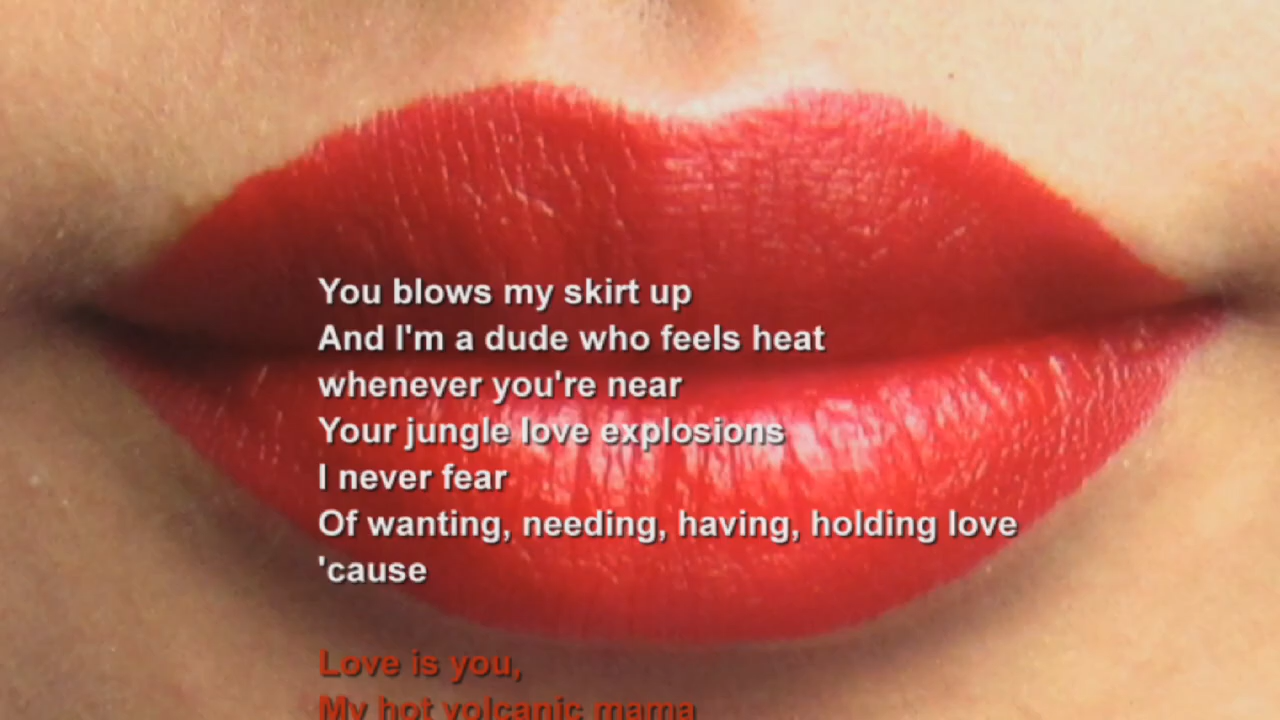 You blows my skirt up
And I'm a dude who feels heat
whenever you're near
Your jungle love explosions
I never fear
Of wanting, needing, having, holding love
'cause
Love is you,
My hot volcanic mama